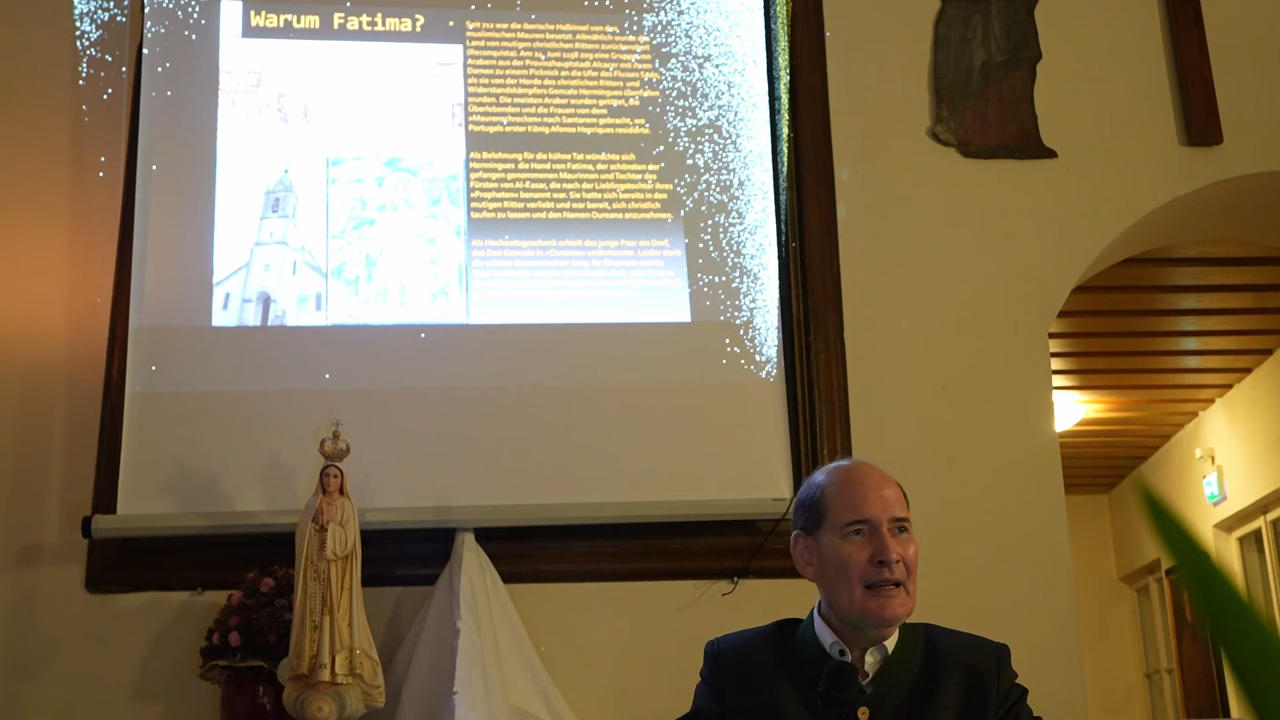 Warum Fatima?
Seit 711 war die Iberische Halbinsel von den
muslimischen Mauren besetzt. Allmählich wurde das
Land von mutigen christlichen Rittern zurückerobert
(Reconquista). Am 24. Juni 1158 zog eine Gruppe von
Arabern aus der Provinzhauptstadt Alcacer mit ihren
Damen zu einem Picknick an die Ufer des Flusses Sado,
als sie von der Horde des christlichen Ritters und
Widerstandskämpfers Goncalo Hermingues überfallen
wurden. Die meisten Araber wurden getötet, die
Überlebenden und die Frauen von dem
»Maurenschrecken« nach Santarem gebracht, wo
Portugals erster König Afonso Henriques residierte.
Als Belohnung für die kühne Tat wünschte sich
Hermingues die Hand von Fatima, der schönsten der
gefangen genommenen Maurinnen und Tochter des
Fürsten von Al-Kasar, die nach der Lieblingstochter ihres
»Propheten« benannt war. Sie hatte sich bereits in den
mutigen Ritter verliebt und war bereit, sich christlich
taufen zu lassen und den Namen Oureana anzunehmen.
Als Hochzeitsgeschenk erhielt das junge Paar ein Dorf,
das Don Goncalo in »Oureana« umbenannte. Leider starb